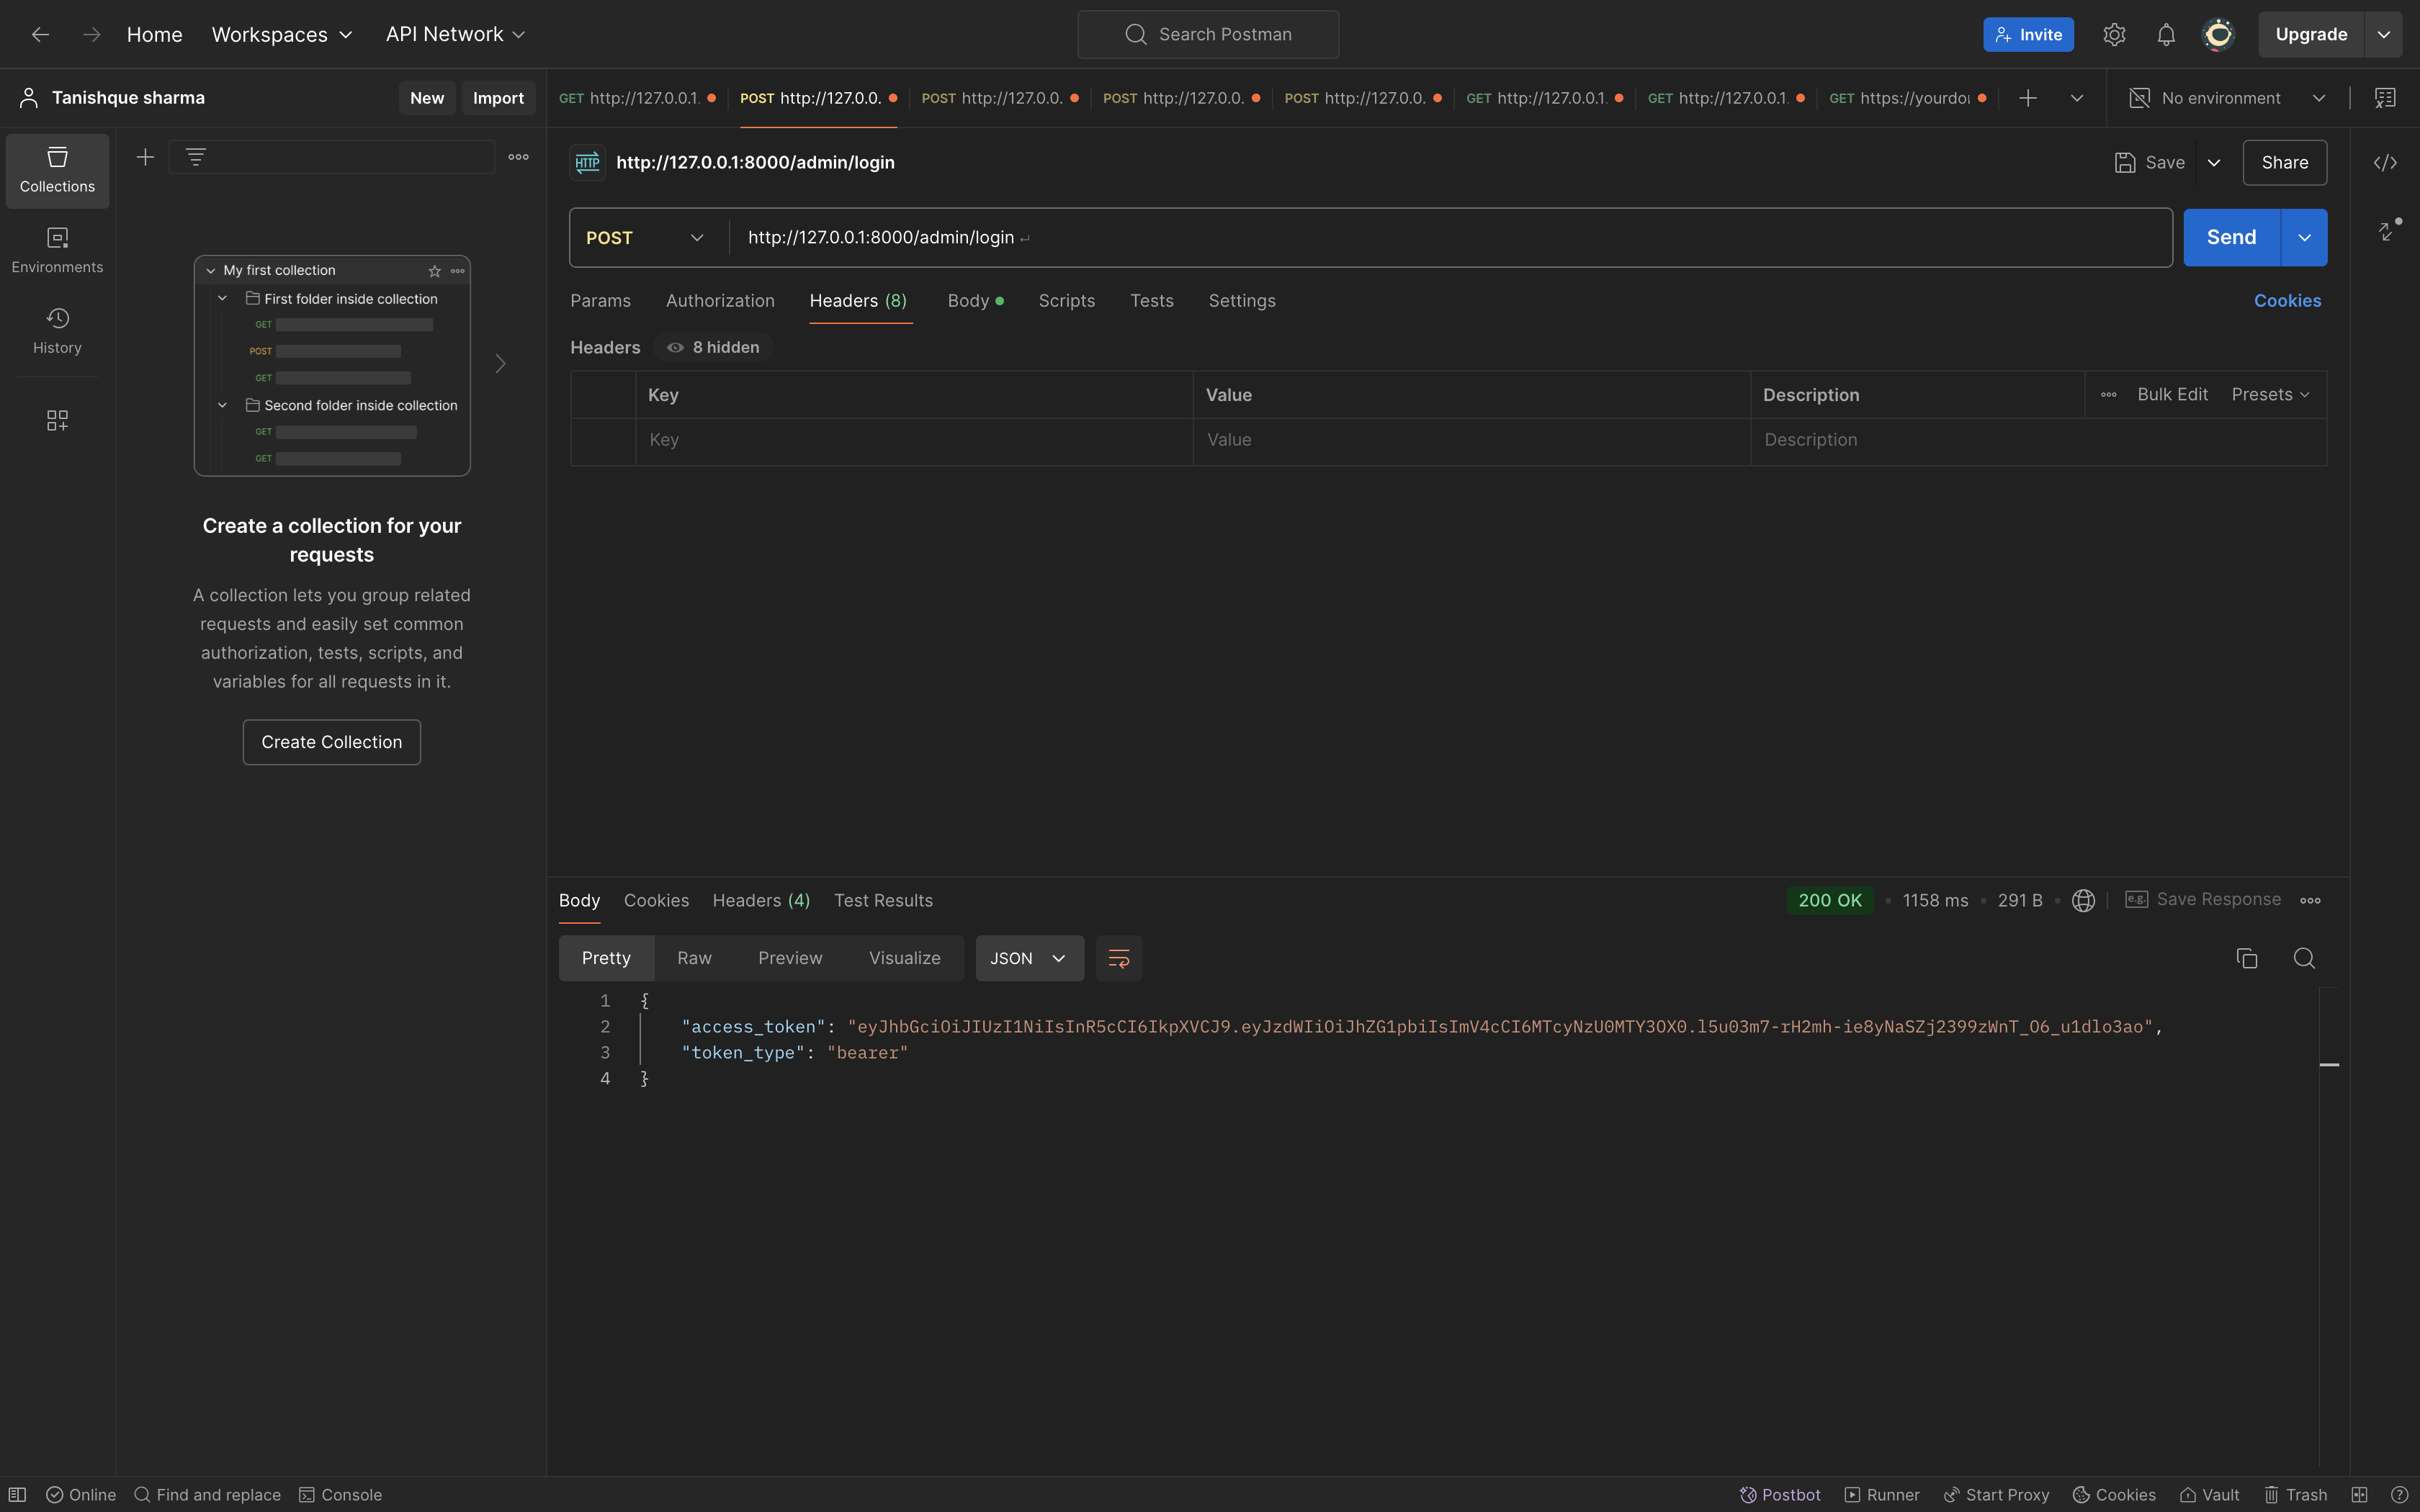 Home Workspaces API Network Search Postman Invite Upgrade
Tanishque sharma New Import
GET http://127.0.0.1. POST http://127.0.0. POST http://127.0.0. POST http://127.0.0. POST http://127.0.0. GET http://127.0.0.1. GET http://127.0.0.1. GET https://yourdo
No environment
Collections
Environments
History
My first collection
First folder inside collection
GET
POST
GET
Second folder inside collection
GET
GET
Create a collection for your
requests
A collection lets you group related
requests and easily set common
authorization, tests, scripts, and
variables for all requests in it.
Create Collection
HTTP http://127.0.0.1:8000/admin/login Save Share
POST http://127.0.0.1:8000/admin/login Send
Params Authorization Headers (8) Body Scripts Tests Settings Cookies
Headers 8 hidden
Key Value Description Bulk Edit Presets
Key Value Description
Body Cookies Headers (4) Test Results 200 OK 1158 ms 291 B e.g. Save Response
Pretty Raw Preview Visualize JSON
1 {
2 "access_token": "eyJhbGciOiJIUzI1NiIsInR5cCI6IkpXVCJ9.eyJzdWIiOiJhZG1pbiIsImV4cCI6MTcyNzU0MTY3OX0.l5u03m7-rH2mh-ie8yNaSZj2399zWnT_O6_u1dlo3ao",
3 "token_type": "bearer"
4 }
Online Find and replace Console Postbot Runner Start Proxy Cookies Vault Trash